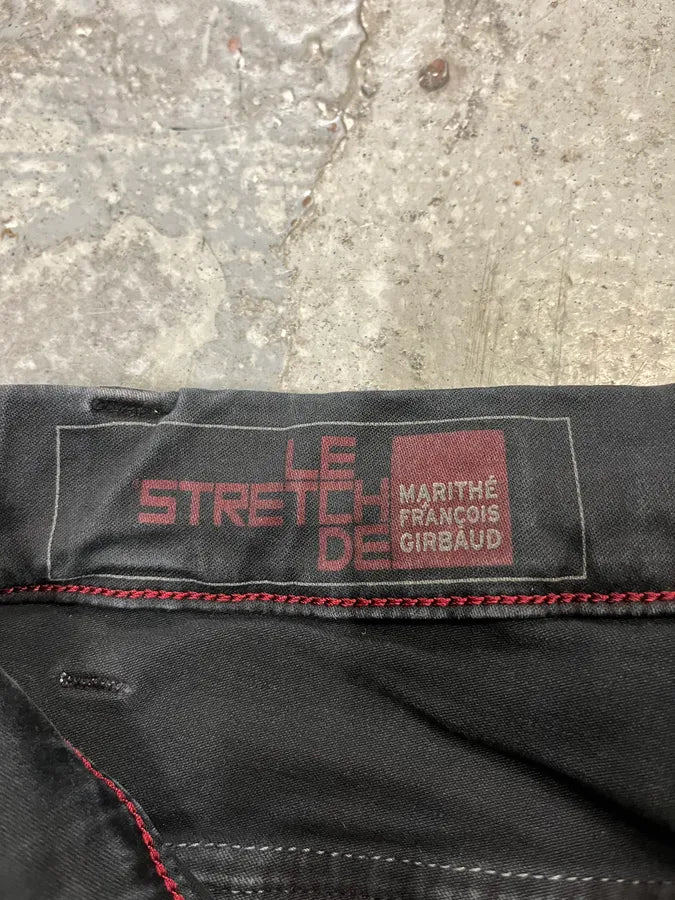 LE
STRETCH
DE
MARITHÉ
FRANÇOIS
GIRBAUD